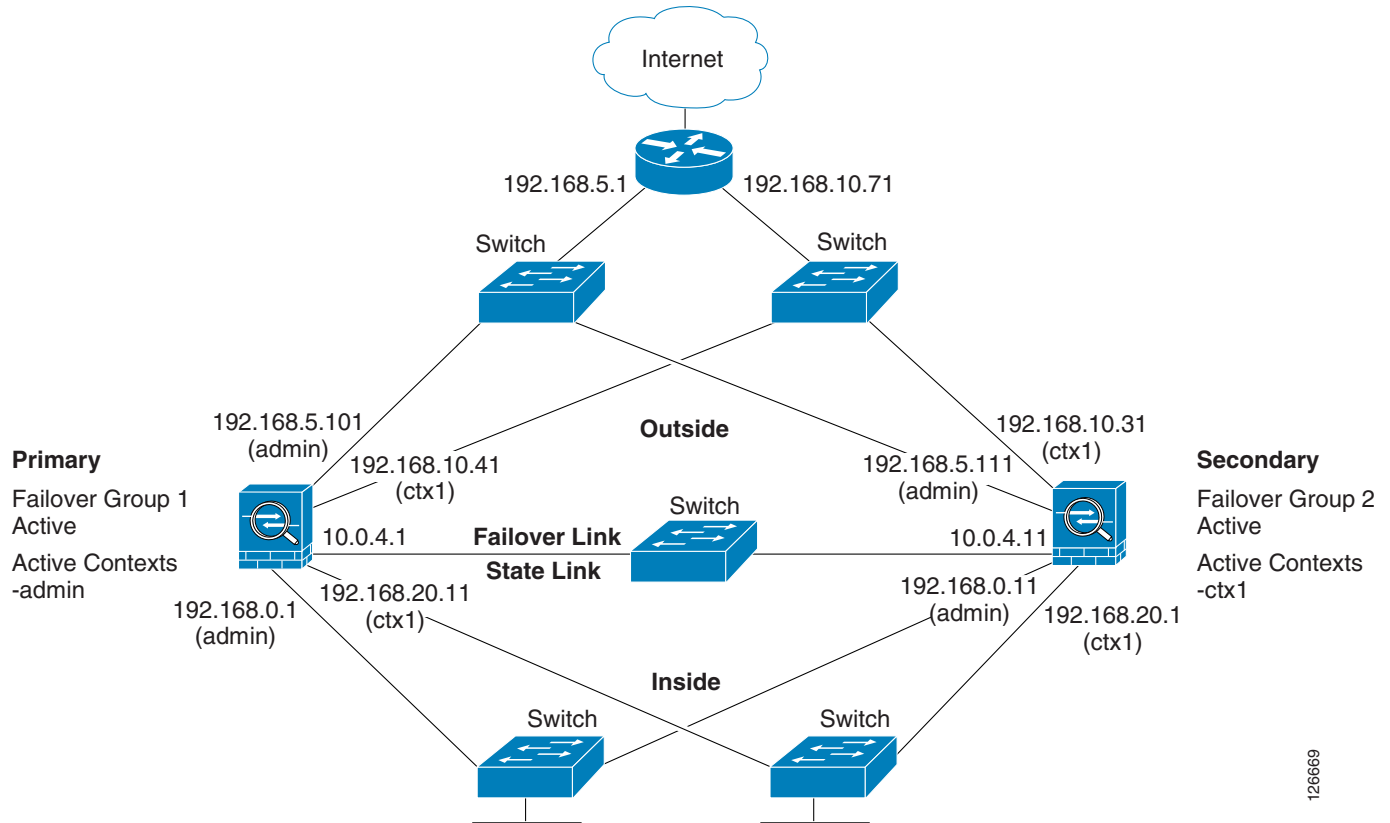 Internet
192.168.5.1
192.168.10.71
Switch
Switch
192.168.5.101
(admin)
192.168.10.41
(ctx1)
Outside
192.168.10.31
(ctx1)
192.168.5.111
(admin)
Primary
Failover Group 1
Active
Active Contexts
-admin
Secondary
Failover Group 2
Active
Active Contexts
-ctx1
Switch
10.0.4.1
Failover Link
State Link
10.0.4.11
192.168.0.1
(admin)
192.168.20.11
(ctx1)
192.168.0.11
(admin)
192.168.20.1
(ctx1)
Inside
Switch
Switch
126669